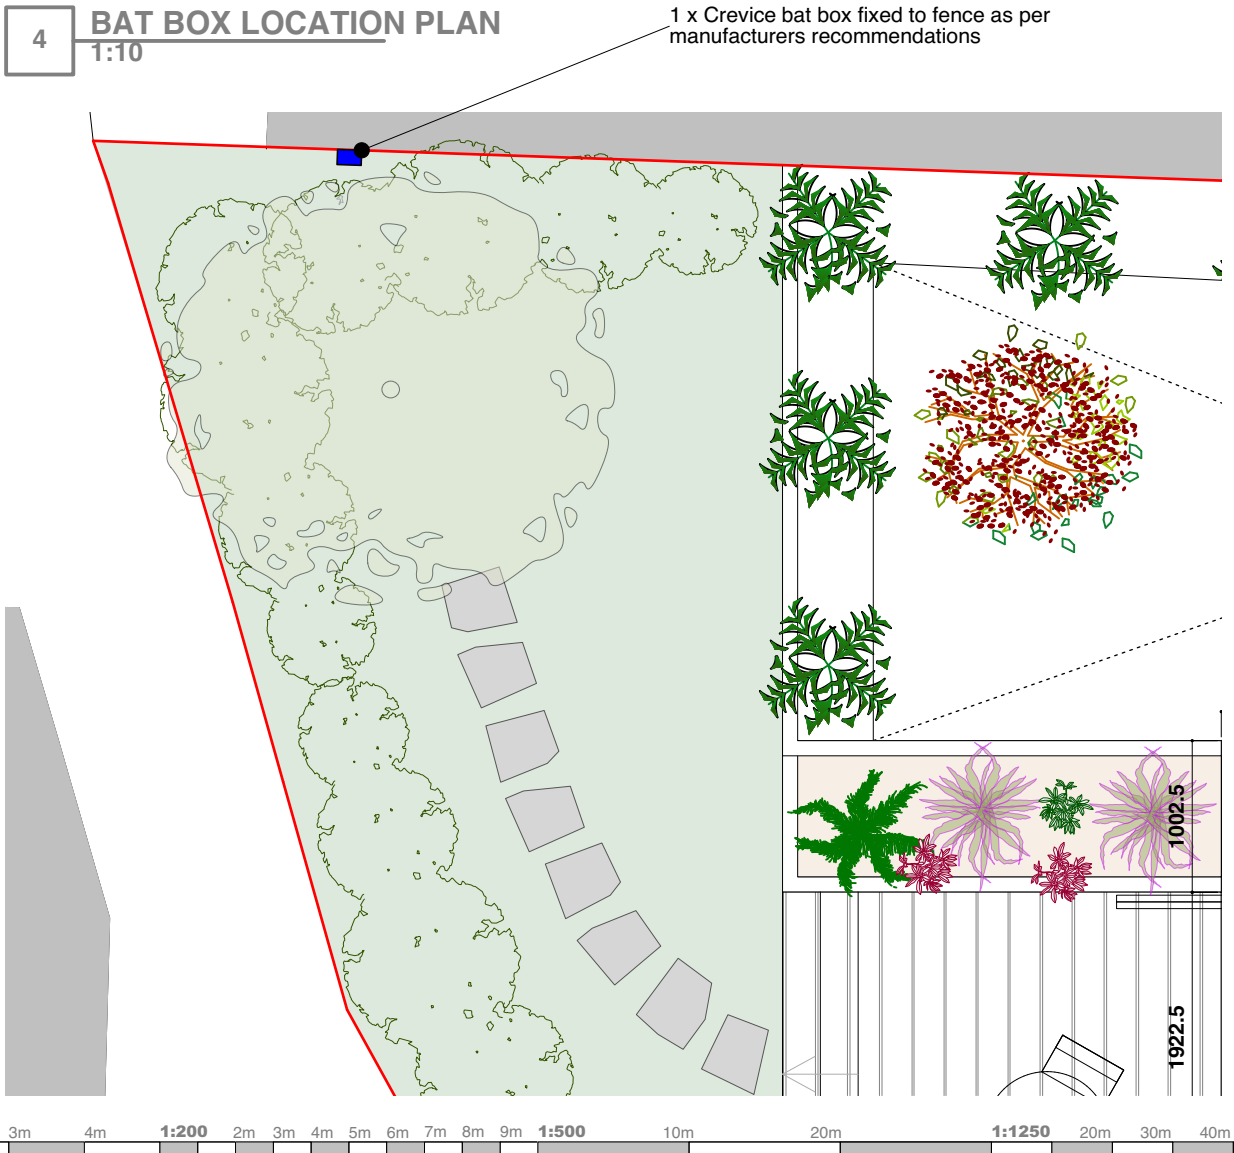 4
BAT BOX LOCATION PLAN
1:10
1 x Crevice bat box fixed to fence as per
manufacturers recommendations
1002.5
1922.5
3m 4m 1:200 2m 3m 4m 5m 6m 7m 8m 9m 1:500 10m 20m 1:1250 20m 30m 40m